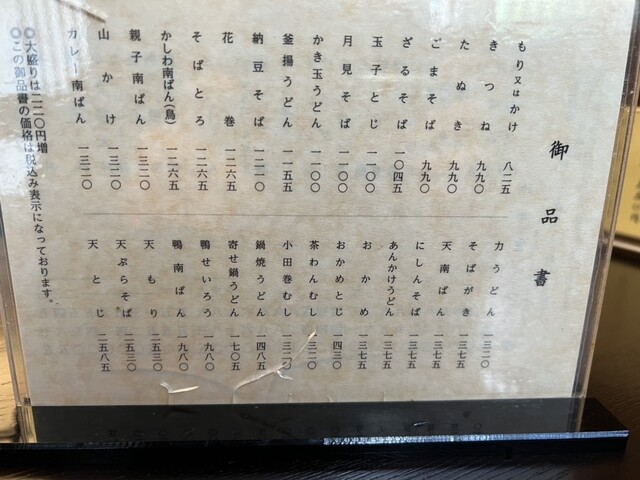 御品書
もり又はかけ 八二五
きつね 九九〇
たぬき 九九〇
ごまそば 九九〇
ざるそば 一〇四五
玉子とじ 一一〇〇
月見そば 一一〇〇
かき玉うどん 一一〇〇
釜揚うどん 一一五五
納豆そば 一二一〇
花巻 一二六五
そばとろ 一二六五
かしわ南ばん(鳥) 一二六五
親子南ばん 一三二〇
山かけ 一三二〇
カレー南ばん 一三二〇
力うどん 一三二〇
そばがき 一三七五
天南ばん 一三七五
にしんそば 一三七五
あんかけうどん 一三七五
おかめ 一三七五
おかめとじ 一四三〇
茶わんむし
小田巻むし 一三二〇
鍋焼うどん 一四八五
寄せ鍋うどん 一七〇五
鴨せいろう 一九八〇
鴨南ばん 一九八〇
天もり 二五三〇
天ぷらそば 二五三〇
天とじ 二五八五
◎大盛りは二二〇円増
◎この御品書の価格は税込み表示になっております。